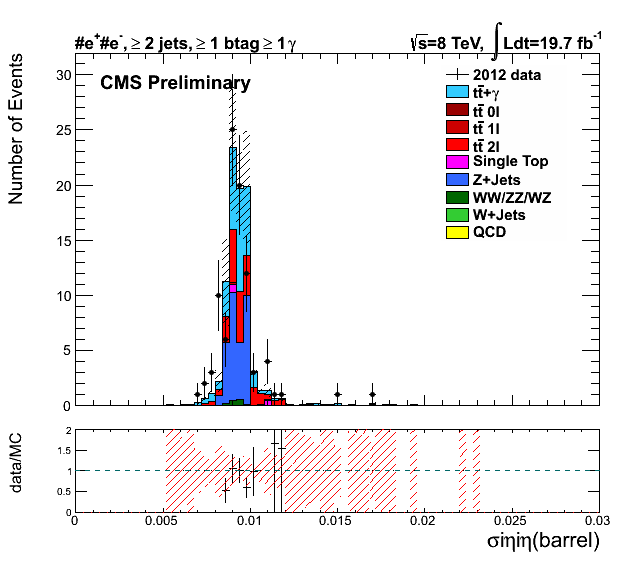 #e⁺#e⁻, ≥ 2 jets, ≥ 1 btag ≥ 1 γ
√s=8 TeV, ∫Ldt=19.7 fb⁻¹
CMS Preliminary
2012 data
tt̄+γ
tt̄ 0l
tt̄ 1l
tt̄ 2l
Single Top
Z+Jets
WW/ZZ/WZ
W+Jets
QCD
Number of Events
30
25
20
15
10
5
0
data/MC
2
1.5
1
0.5
0
0 0.005 0.01 0.015 0.02 0.025 0.03
σiηiη(barrel)